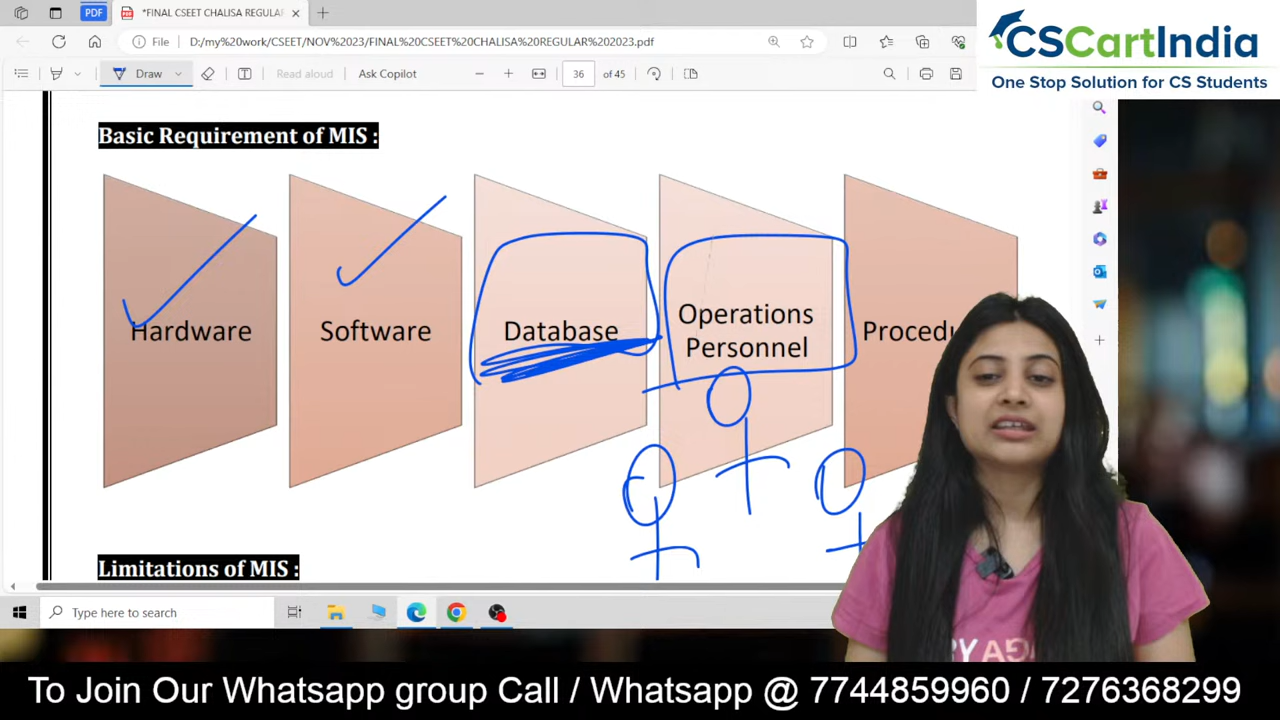 PDF
*FINAL CSEET CHALISA REGULAR
CSCartIndia
One Stop Solution for CS Students
File
D:/my%20work/CSEET/NOV%2023/FINAL%20CSEET%20CHALISA%20REGULAR%202023.pdf
Draw
Read aloud
Ask Copilot
36
of 45
Basic Requirement of MIS :
Hardware
Software
Database
Operations
Personnel
Limitations of MIS :
Type here to search
To Join Our Whatsapp group Call / Whatsapp @ 7744859960 / 7276368299